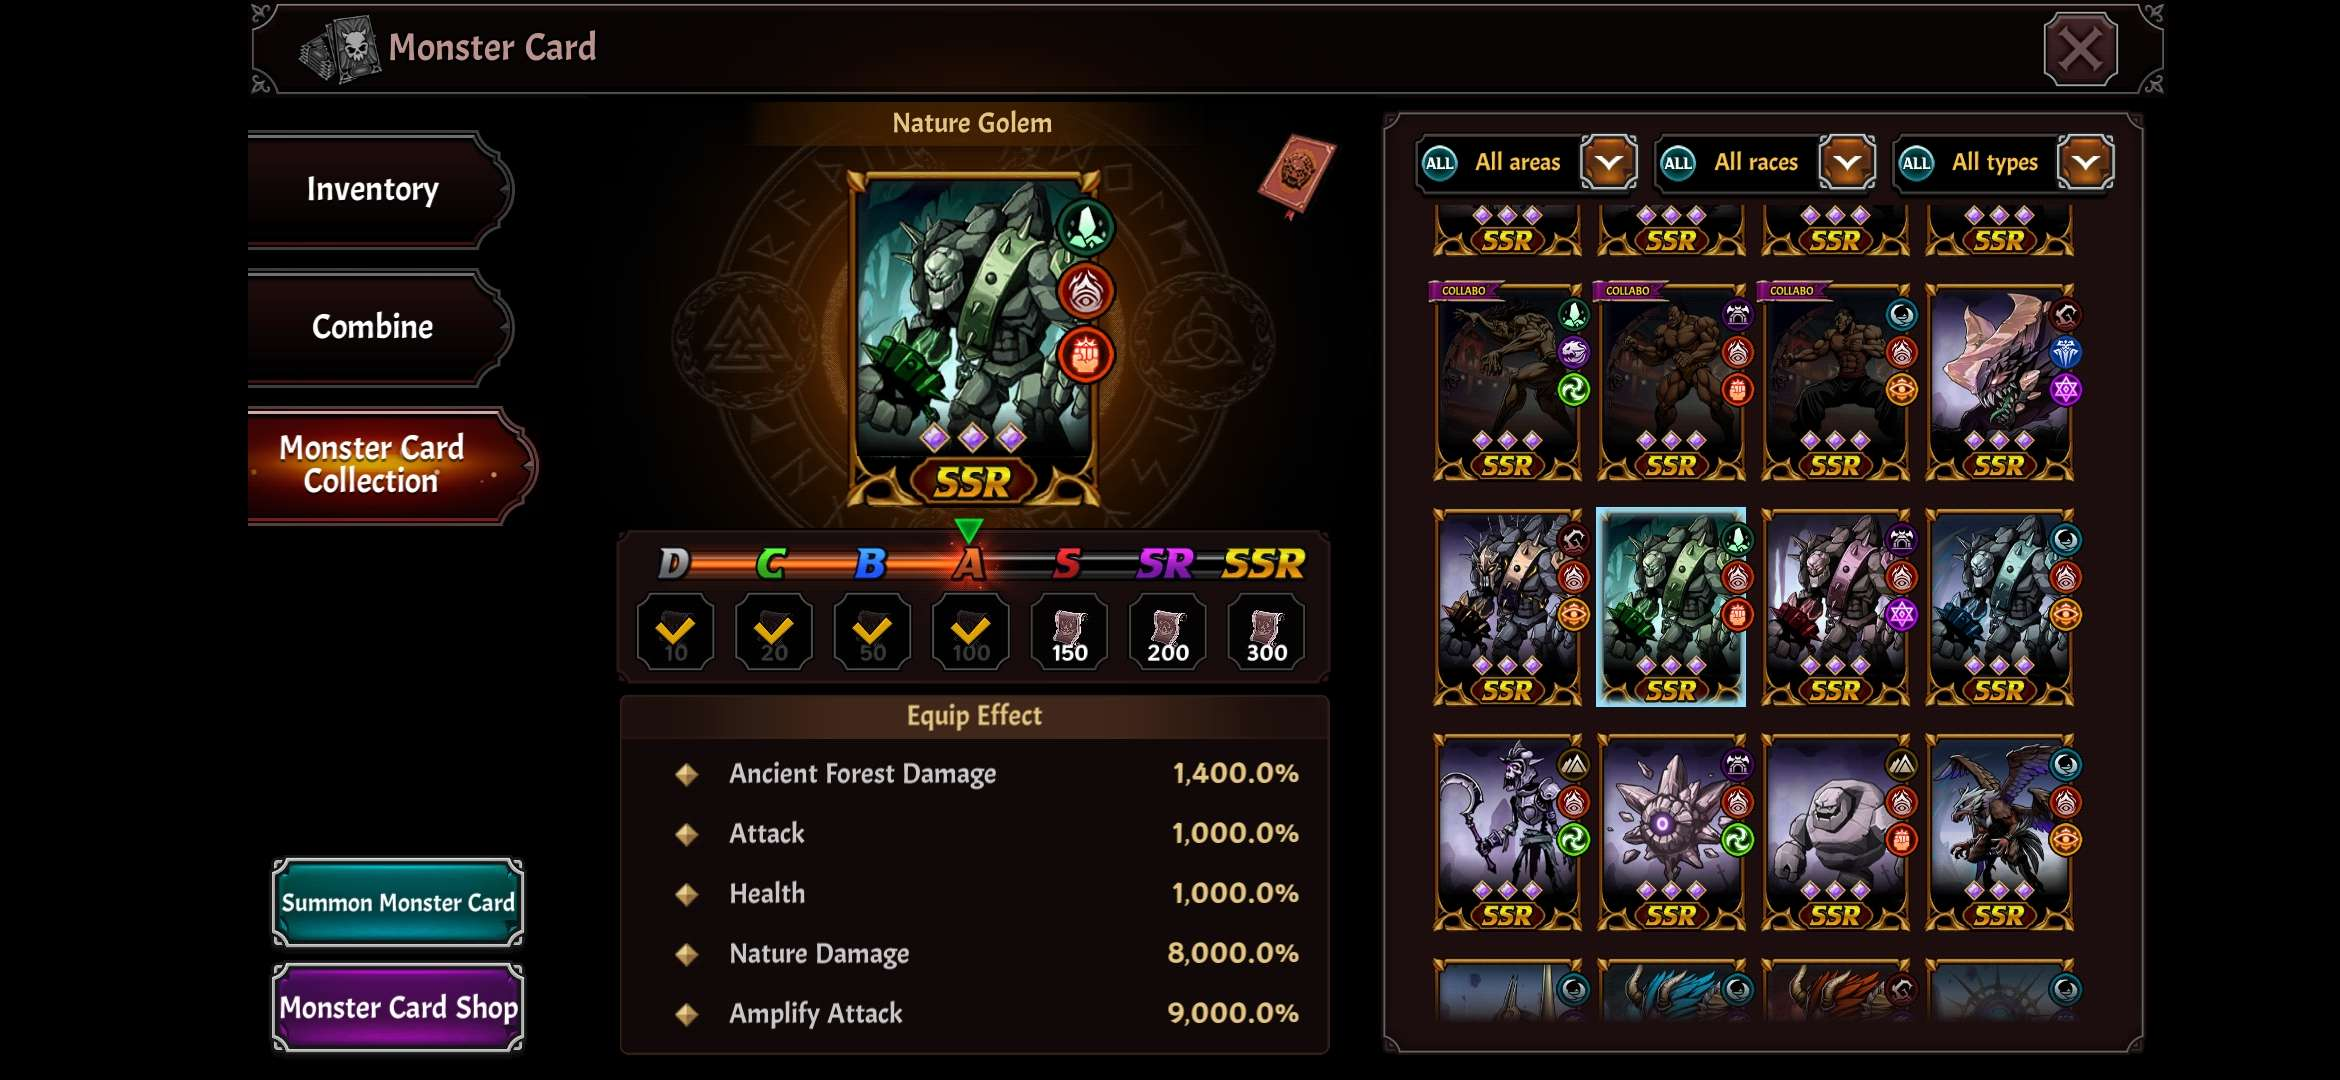 Monster Card
Inventory
Combine
Monster Card
Collection
Summon Monster Card
Monster Card Shop
Nature Golem
SSR
D C B A S SR SSR
10 20 50 100 150 200 300
Equip Effect
Ancient Forest Damage 1,400.0%
Attack 1,000.0%
Health 1,000.0%
Nature Damage 8,000.0%
Amplify Attack 9,000.0%
ALL All areas ALL All races ALL All types
SSR SSR SSR SSR
COLLABO COLLABO COLLABO
SSR SSR SSR SSR
SSR SSR SSR SSR
SSR SSR SSR SSR